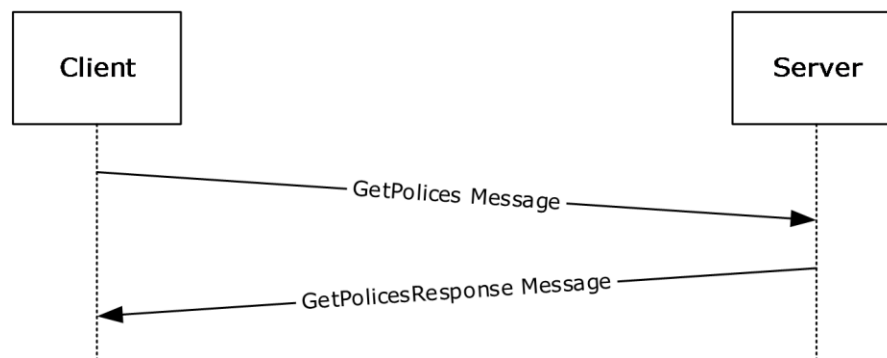 Client
Server
GetPolices Message
GetPolicesResponse Message